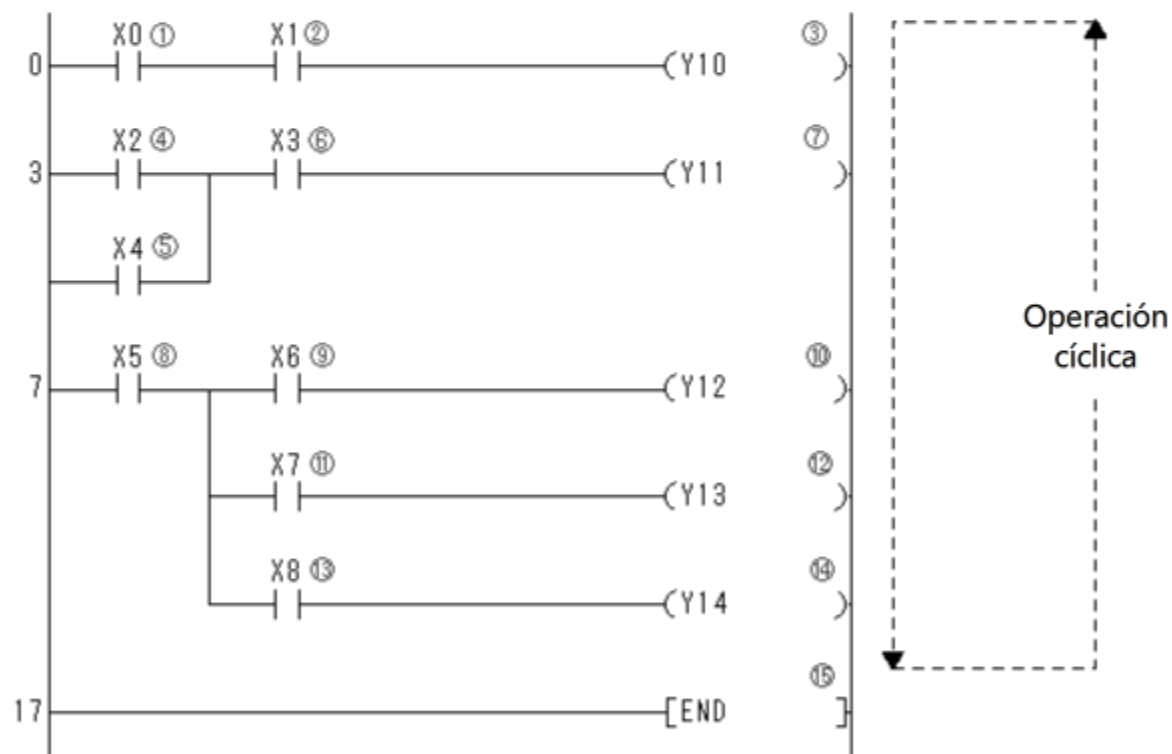 X0 ① X1 ② ③
0 (Y10 )
X2 ④ X3 ⑥ ⑦
3 (Y11 )
X4 ⑤
Operación
cíclica
X5 ⑧ X6 ⑨ ⑩
7 (Y12 )
X7 ⑪ ⑫
(Y13 )
X8 ⑬ ⑭
(Y14 )
⑮
17 [END ]